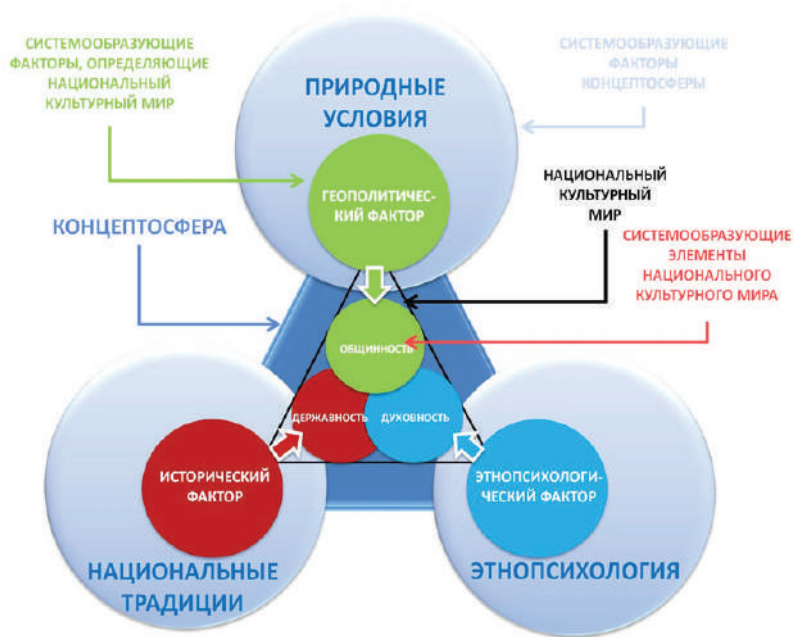 СИСТЕМООБРАЗУЮЩИЕ
ФАКТОРЫ, ОПРЕДЕЛЯЮЩИЕ
НАЦИОНАЛЬНЫЙ
КУЛЬТУРНЫЙ МИР
ПРИРОДНЫЕ
УСЛОВИЯ
СИСТЕМООБРАЗУЮЩИЕ
ФАКТОРЫ
КОНЦЕПТОСФЕРЫ
ГЕОПОЛИТИЧЕС-
КИЙ ФАКТОР
НАЦИОНАЛЬНЫЙ
КУЛЬТУРНЫЙ
МИР
КОНЦЕПТОСФЕРА
СИСТЕМООБРАЗУЮЩИЕ
ЭЛЕМЕНТЫ
НАЦИОНАЛЬНОГО
КУЛЬТУРНОГО МИРА
ОБЩИННОСТЬ
ДЕРЖАВНОСТЬ
ДУХОВНОСТЬ
ИСТОРИЧЕСКИЙ
ФАКТОР
ЭТНОПСИХОЛОГИ-
ЧЕСКИЙ ФАКТОР
НАЦИОНАЛЬНЫЕ
ТРАДИЦИИ
ЭТНОПСИХОЛОГИЯ